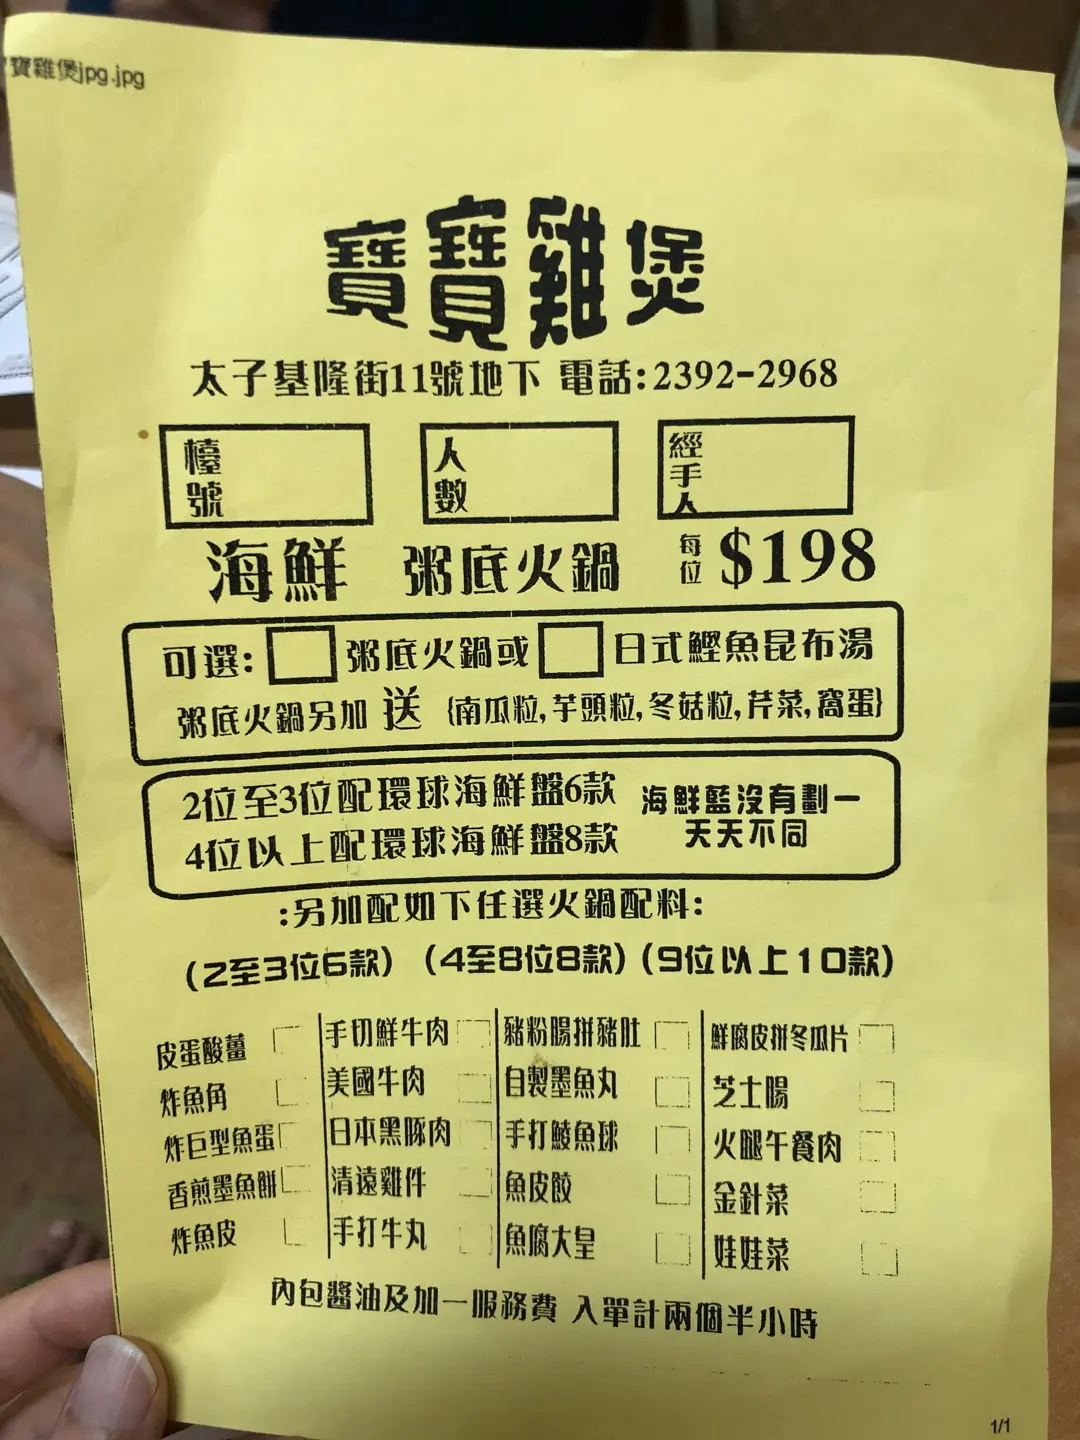 寶雞煲jpg.jpg
寶寶雞煲
太子基隆街11號地下 電話:2392-2968
檯號
人數
經手人
海鮮 粥底火鍋 每位 $198
可選: 粥底火鍋或 日式鰹魚昆布湯
粥底火鍋另加 送 {南瓜粒,芋頭粒,冬菇粒,芹菜,窩蛋}
2位至3位配環球海鮮盤6款
4位以上配環球海鮮盤8款
海鮮藍沒有劃一
天天不同
:另加配如下任選火鍋配料:
(2至3位6款) (4至8位8款) (9位以上10款)
皮蛋酸薑
炸魚角
炸巨型魚蛋
香煎墨魚餅
炸魚皮
手切鮮牛肉
美國牛肉
日本黑豚肉
清遠雞件
手打牛丸
豬粉腸拼豬肚
自製墨魚丸
手打鯪魚球
魚皮餃
魚腐大皇
鮮腐皮拼冬瓜片
芝士腸
火腿午餐肉
金針菜
娃娃菜
內包醬油及加一服務費 入單計兩個半小時
1/1